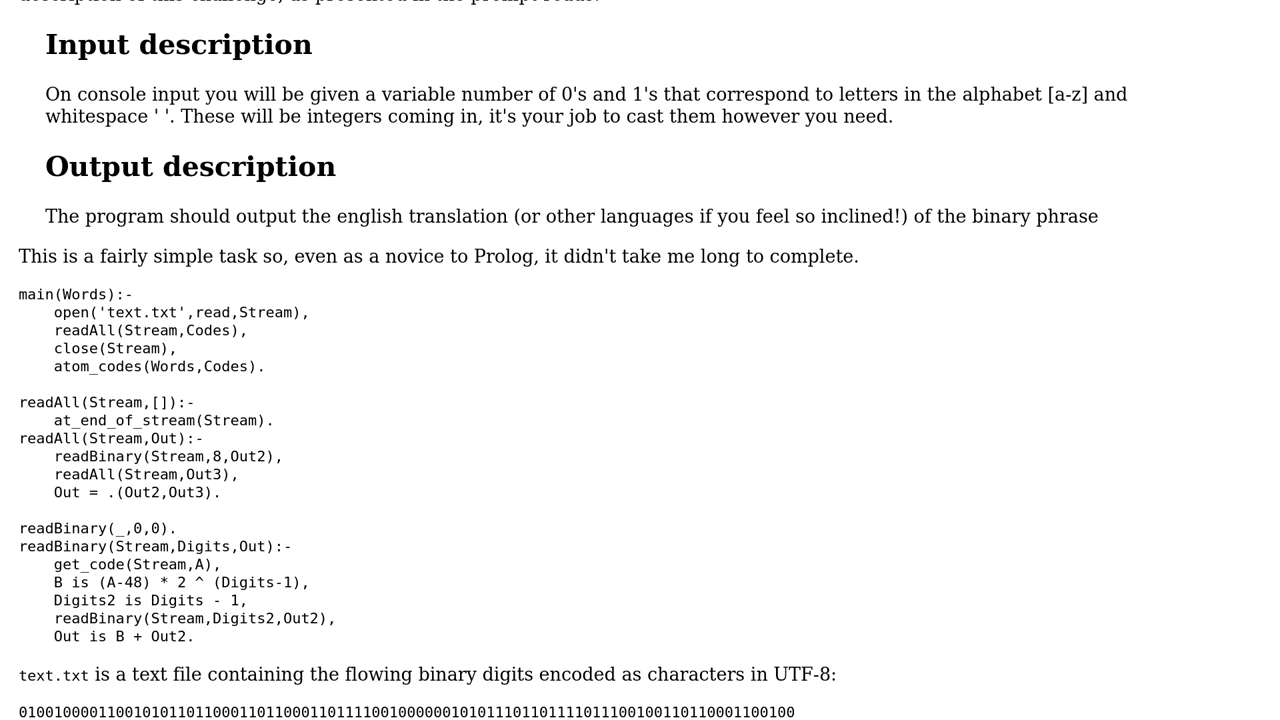 Input description
On console input you will be given a variable number of 0's and 1's that correspond to letters in the alphabet [a-z] and
whitespace ' '. These will be integers coming in, it's your job to cast them however you need.
Output description
The program should output the english translation (or other languages if you feel so inclined!) of the binary phrase
This is a fairly simple task so, even as a novice to Prolog, it didn't take me long to complete.
main(Words):-
    open('text.txt',read,Stream),
    readAll(Stream,Codes),
    close(Stream),
    atom_codes(Words,Codes).
readAll(Stream,[]):-
    at_end_of_stream(Stream).
readAll(Stream,Out):-
    readBinary(Stream,8,Out2),
    readAll(Stream,Out3),
    Out = .(Out2,Out3).
readBinary(_,0,0).
readBinary(Stream,Digits,Out):-
    get_code(Stream,A),
    B is (A-48) * 2 ^ (Digits-1),
    Digits2 is Digits - 1,
    readBinary(Stream,Digits2,Out2),
    Out is B + Out2.
text.txt is a text file containing the flowing binary digits encoded as characters in UTF-8:
0100100001100101011011000110110001101111001000000101011101101111011100100110110001100100